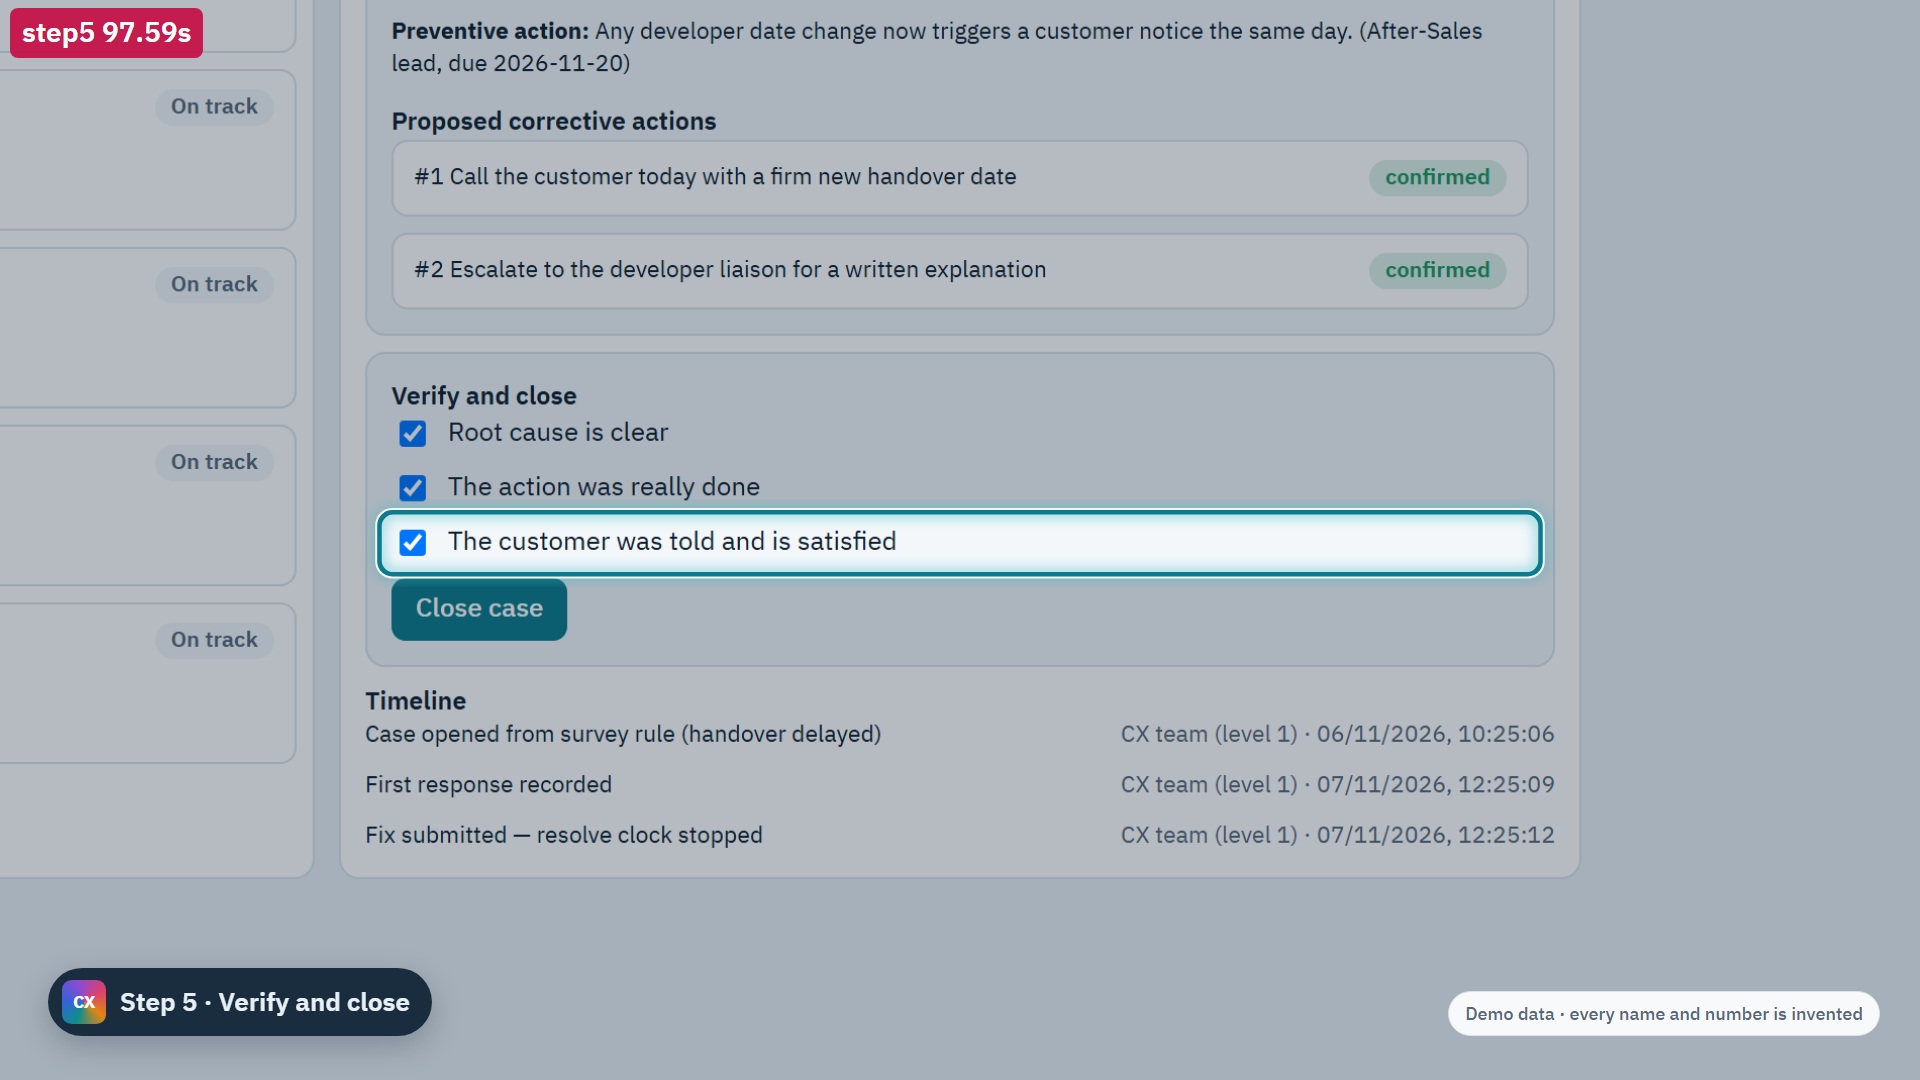 step5 97.59s
Preventive action: Any developer date change now triggers a customer notice the same day. (After-Sales
lead, due 2026-11-20)
On track
Proposed corrective actions
#1 Call the customer today with a firm new handover date
confirmed
On track
#2 Escalate to the developer liaison for a written explanation
confirmed
Verify and close
Root cause is clear
On track
The action was really done
The customer was told and is satisfied
Close case
On track
Timeline
Case opened from survey rule (handover delayed)
CX team (level 1) · 06/11/2026, 10:25:06
First response recorded
CX team (level 1) · 07/11/2026, 12:25:09
Fix submitted — resolve clock stopped
CX team (level 1) · 07/11/2026, 12:25:12
CX
Step 5 · Verify and close
Demo data · every name and number is invented